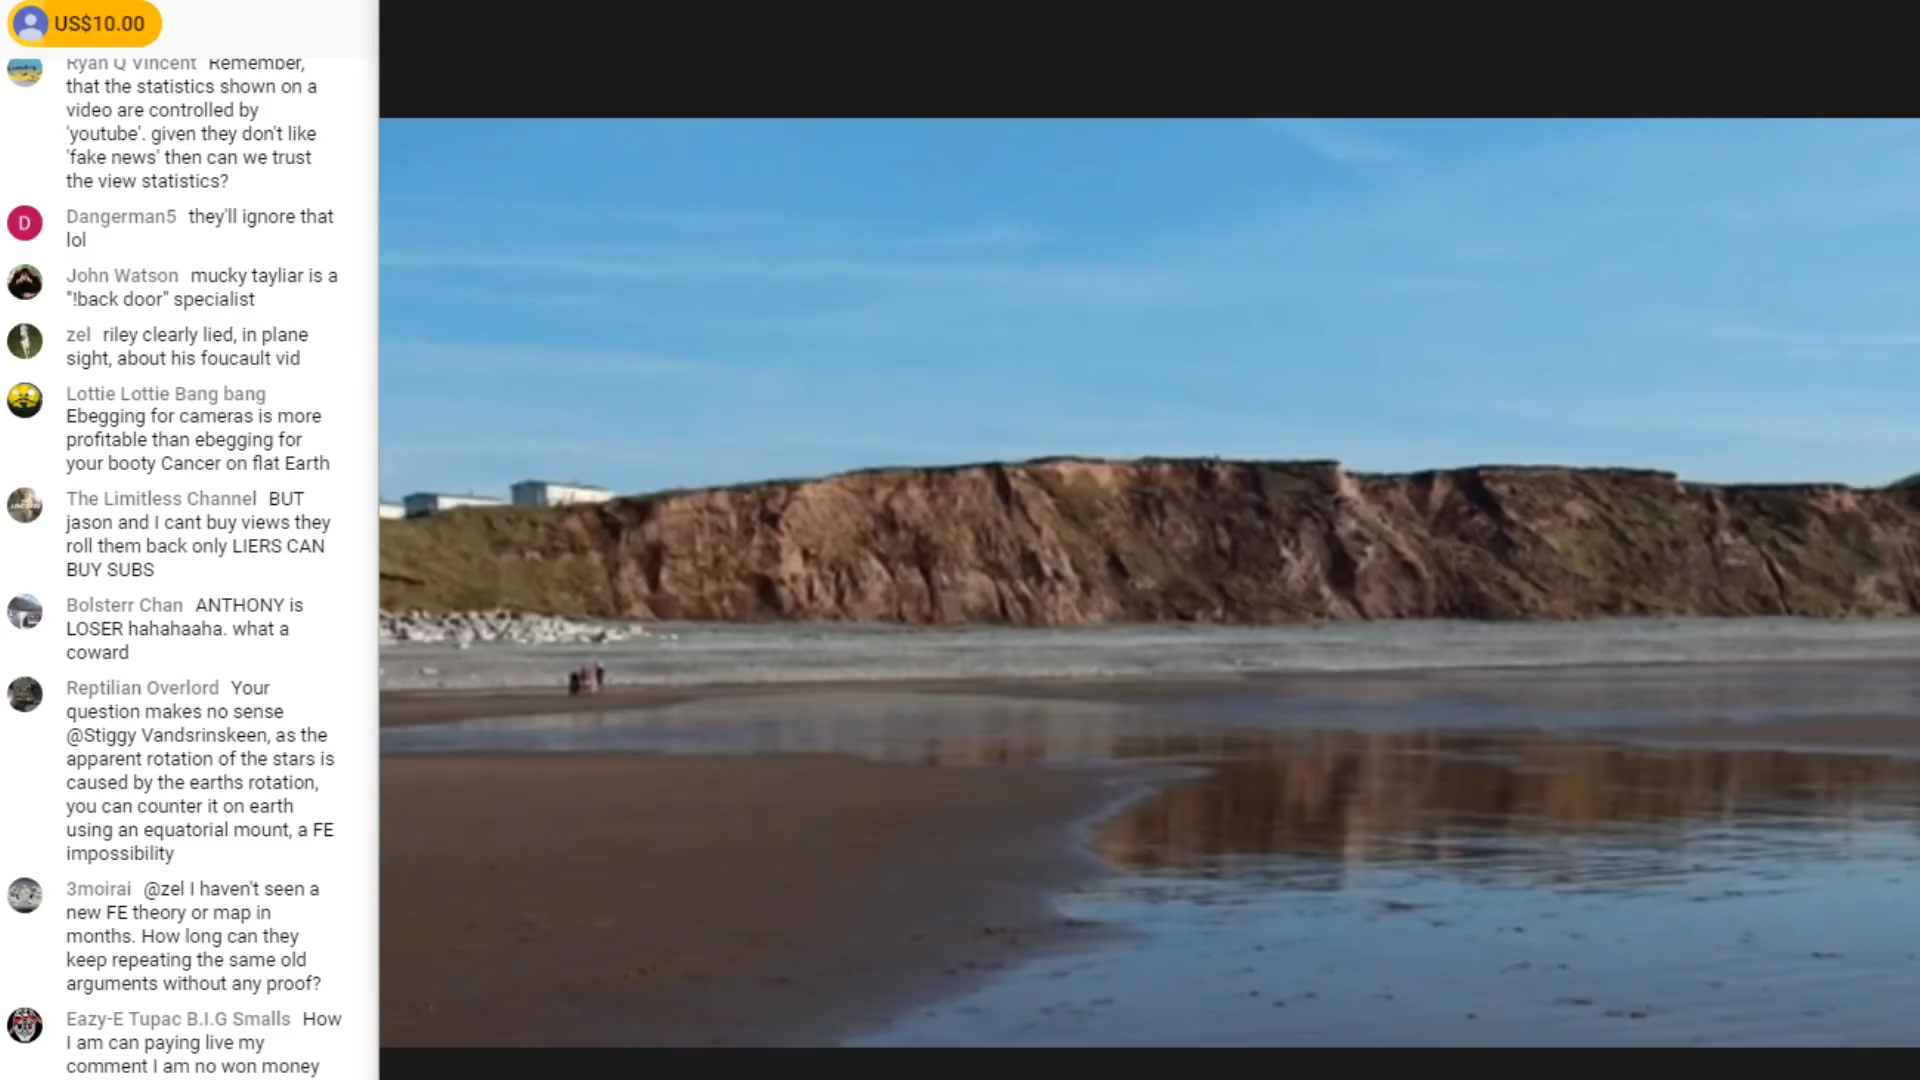 US$10.00
Ryan Q Vincent Remember,
that the statistics shown on a
video are controlled by
'youtube'. given they don't like
'fake news' then can we trust
the view statistics?
D
Dangerman5 they'll ignore that
lol
John Watson mucky tayliar is a
"!back door" specialist
zel riley clearly lied, in plane
sight, about his foucault vid
Lottie Lottie Bang bang
Ebegging for cameras is more
profitable than ebegging for
your booty Cancer on flat Earth
The Limitless Channel BUT
jason and I cant buy views they
roll them back only LIERS CAN
BUY SUBS
Bolsterr Chan ANTHONY is
LOSER hahahaaha. what a
coward
Reptilian Overlord Your
question makes no sense
@Stiggy Vandsrinskeen, as the
apparent rotation of the stars is
caused by the earths rotation,
you can counter it on earth
using an equatorial mount, a FE
impossibility
3moirai @zel I haven't seen a
new FE theory or map in
months. How long can they
keep repeating the same old
arguments without any proof?
Eazy-E Tupac B.I.G Smalls How
I am can paying live my
comment I am no won money